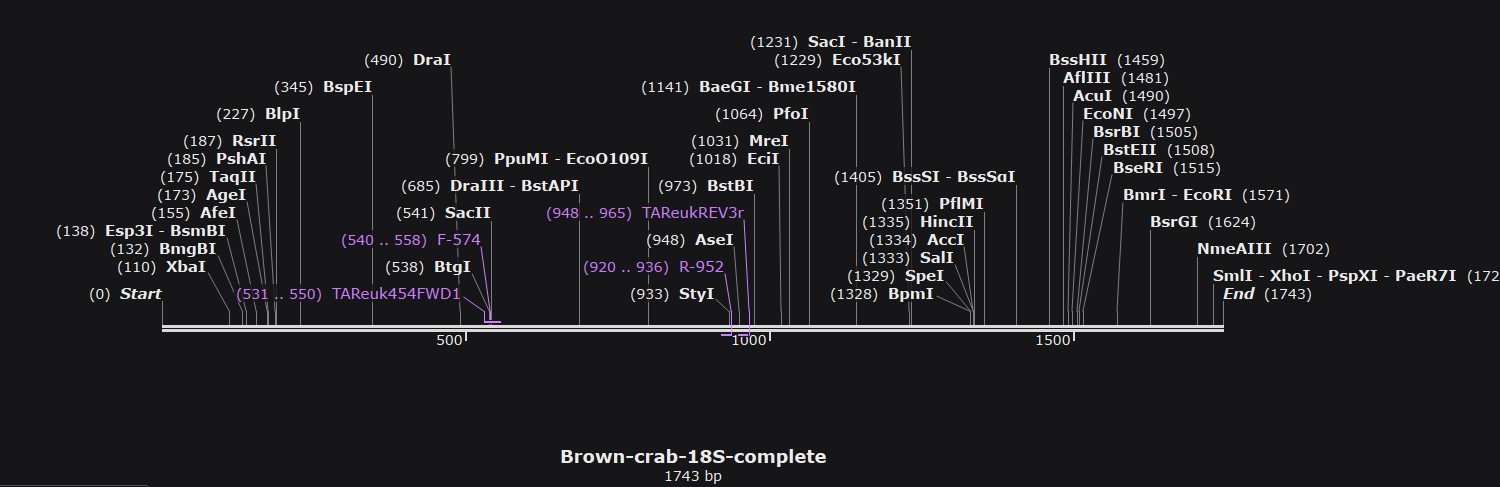 (1231) SacI - BanII
(490) DraI
(1229) Eco53kI
BssHII (1459)
AflIII (1481)
(345) BspEI
(1141) BaeGI - Bme1580I
AcuI (1490)
(227) BlpI
(1064) PfoI
EcoNI (1497)
BsrBI (1505)
(187) RsrII
(1031) MreI
BstEII (1508)
(185) PshAI
(799) PpuMI - EcoO109I
(1018) EciI
BseRI (1515)
(175) TaqII
(1405) BssSI - BssSαI
(173) AgeI
(685) DraIII - BstAPI
(973) BstBI
BmrI - EcoRI (1571)
(1351) PflMI
(155) AfeI
(541) SacII
(948 .. 965) TAReukREV3r
(1335) HincII
BsrGI (1624)
(138) Esp3I - BsmBI
(540 .. 558) F-574
(948) AseI
(1334) AccI
(132) BmgBI
(1333) SalI
NmeAIII (1702)
(110) XbaI
(538) BtgI
(920 .. 936) R-952
(1329) SpeI
SmlI - XhoI - PspXI - PaeR7I (172
(0) Start
(531 .. 550) TAReuk454FWD1
(933) StyI
(1328) BpmI
End (1743)
500
1000
1500
Brown-crab-18S-complete
1743 bp